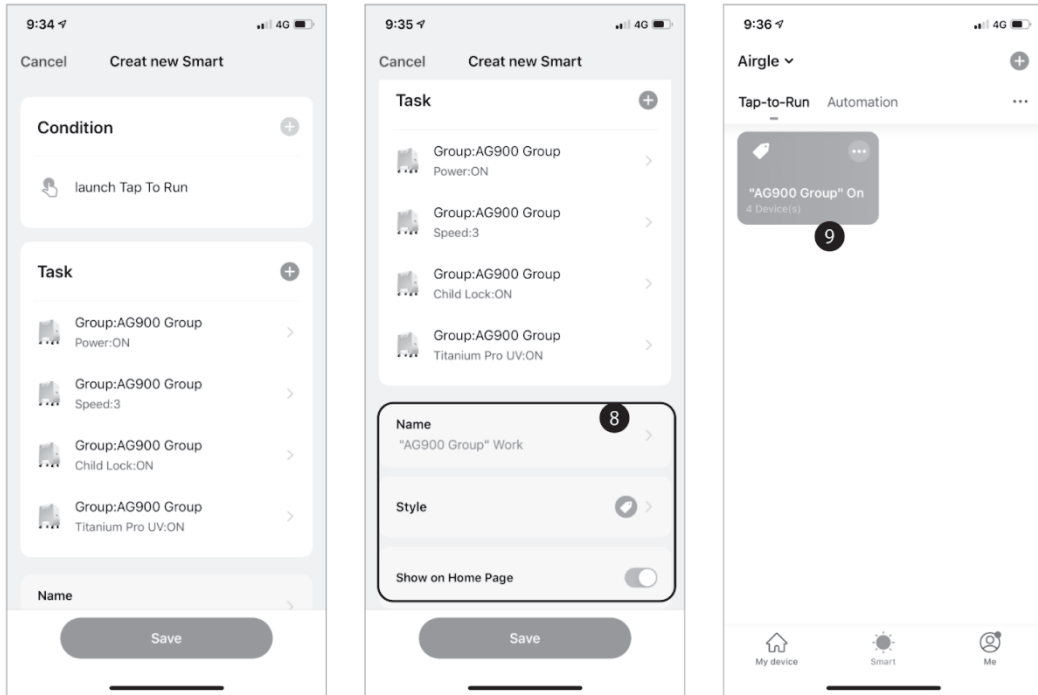 9:34
4G
Cancel
Creat new Smart
Condition
launch Tap To Run
Task
Group:AG900 Group
Power:ON
Group:AG900 Group
Speed:3
Group:AG900 Group
Child Lock:ON
Group:AG900 Group
Titanium Pro UV:ON
Name
Save
9:35
4G
Cancel
Creat new Smart
Task
Group:AG900 Group
Power:ON
Group:AG900 Group
Speed:3
Group:AG900 Group
Child Lock:ON
Group:AG900 Group
Titanium Pro UV:ON
8
Name
"AG900 Group" Work
Style
Show on Home Page
Save
9:36
4G
Airgle
Tap-to-Run
Automation
"AG900 Group" On
4 Device(s)
9
My device
Smart
Me